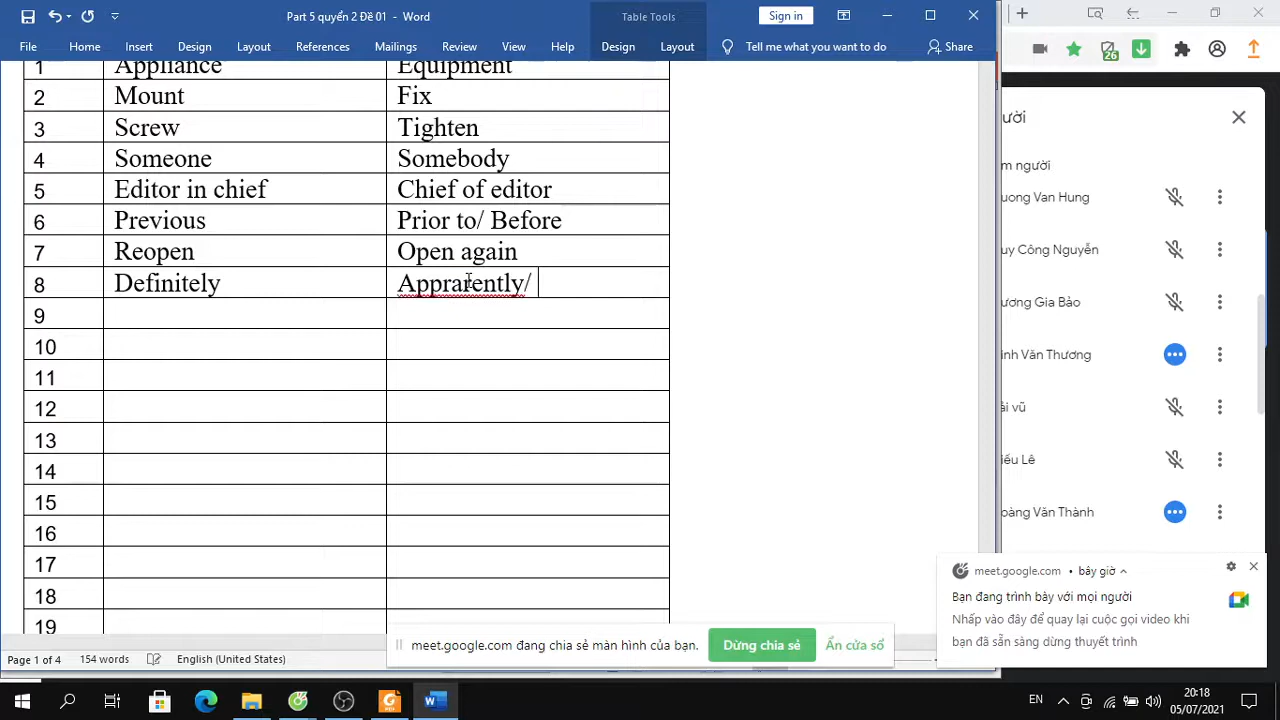 Part 5 quyển 2 Đề 01 - Word
Table Tools
Sign in
File Home Insert Design Layout References Mailings Review View Help Design Layout Tell me what you want to do Share
26
1 Appliance Equipment
2 Mount Fix
3 Screw Tighten
4 Someone Somebody
5 Editor in chief Chief of editor
6 Previous Prior to/ Before
7 Reopen Open again
8 Definitely Apprarently/
9
10
11
12
13
14
15
16
17
18
19
ười
m người
uong Van Hung
uy Công Nguyễn
ương Gia Bảo
inh Văn Thương
ải vũ
iếu Lê
oàng Văn Thành
meet.google.com • bây giờ
Bạn đang trình bày với mọi người
Nhấp vào đây để quay lại cuộc gọi video khi
bạn đã sẵn sàng dừng thuyết trình
meet.google.com đang chia sẻ màn hình của bạn. Dừng chia sẻ Ẩn cửa sổ
Page 1 of 4 154 words English (United States)
EN
20:18
05/07/2021